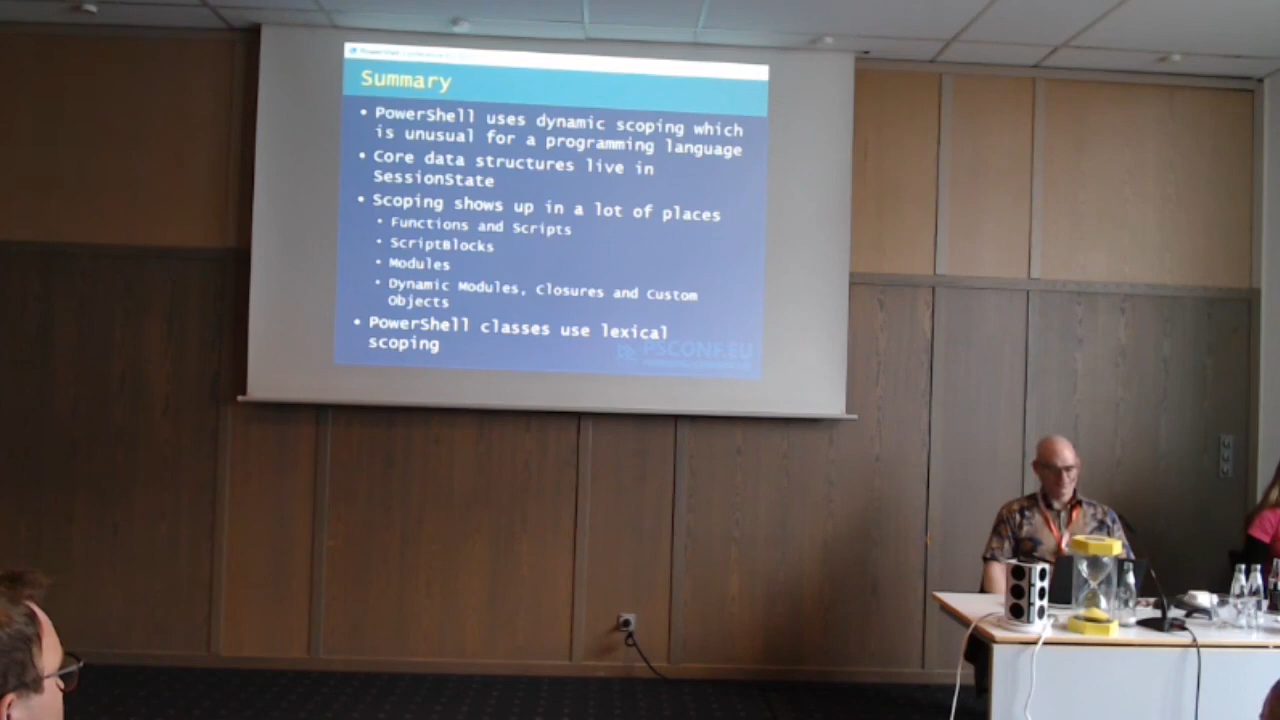 Summary
• PowerShell uses dynamic scoping which
is unusual for a programming language
• Core data structures live in
SessionState
• Scoping shows up in a lot of places
• Functions and Scripts
• ScriptBlocks
• Modules
• Dynamic Modules, Closures and Custom
Objects
• PowerShell classes use lexical
scoping
PSCONF.EU